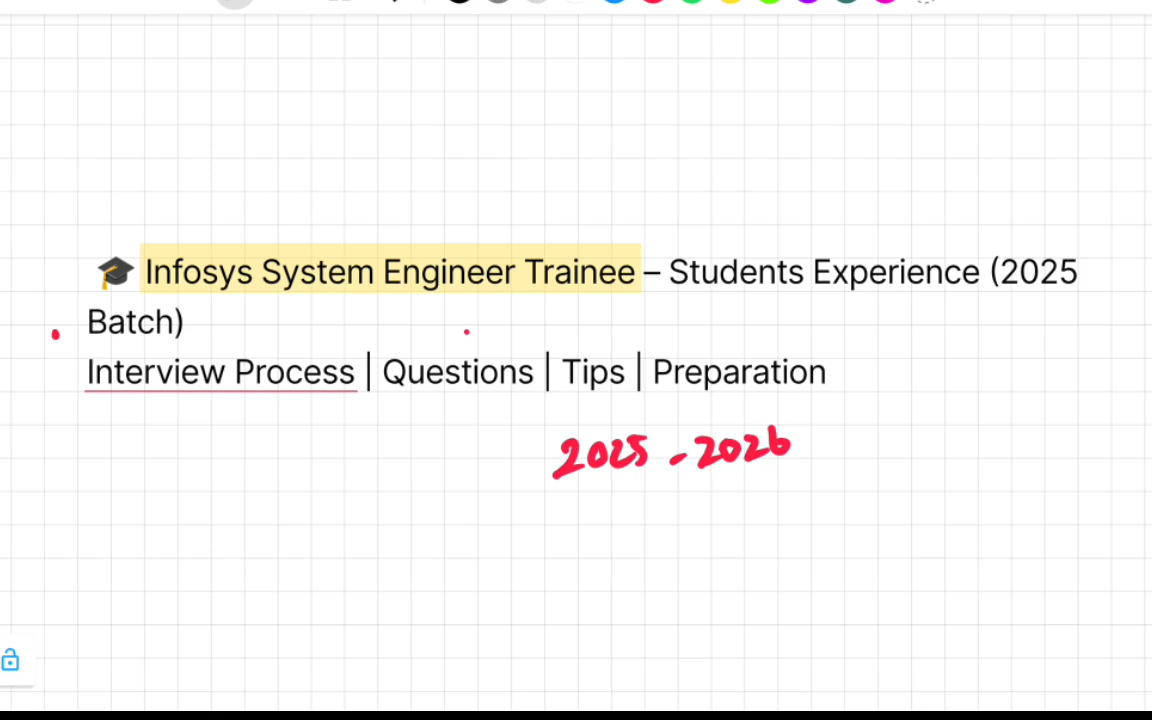 🎓 Infosys System Engineer Trainee – Students Experience (2025
Batch)
Interview Process | Questions | Tips | Preparation
2025 - 2026